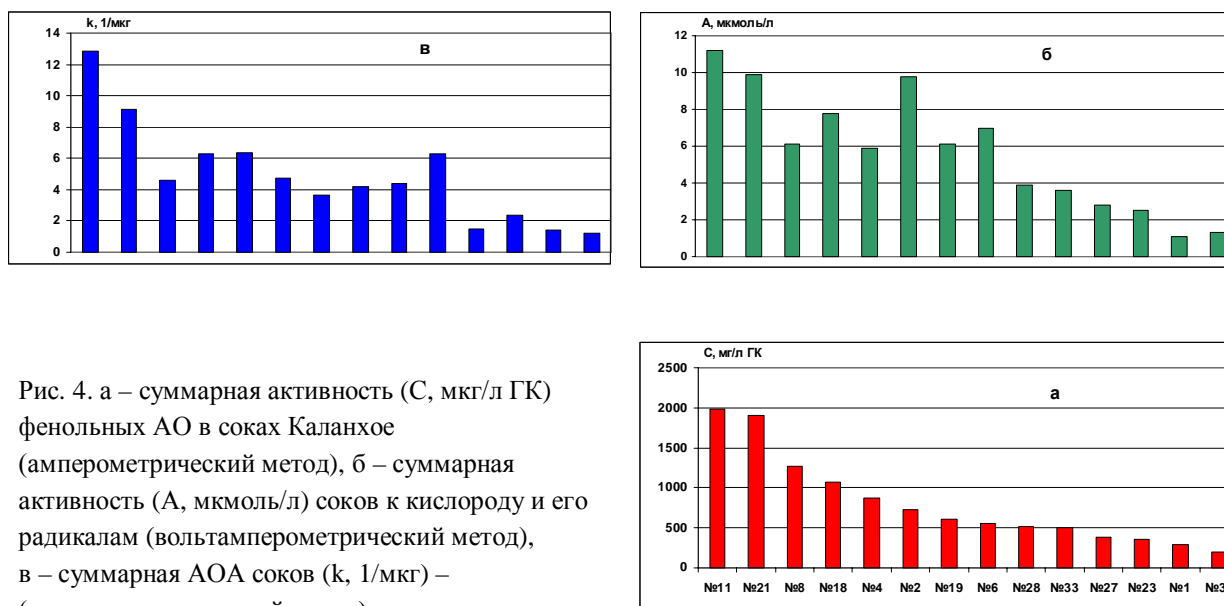 k, 1/мкг
в
14
12
10
8
6
4
2
0
А, мкмоль/л
б
12
10
8
6
4
2
0
С, мг/л ГК
а
2500
2000
1500
1000
500
0
№11 №21 №8 №18 №4 №2 №19 №6 №28 №33 №27 №23 №1
Рис. 4. а – суммарная активность (С, мкг/л ГК)
фенольных АО в соках Каланхое
(амперометрический метод), б – суммарная
активность (А, мкмоль/л) соков к кислороду и его
радикалам (вольтамперометрический метод),
в – суммарная АОА соков (k, 1/мкг) –